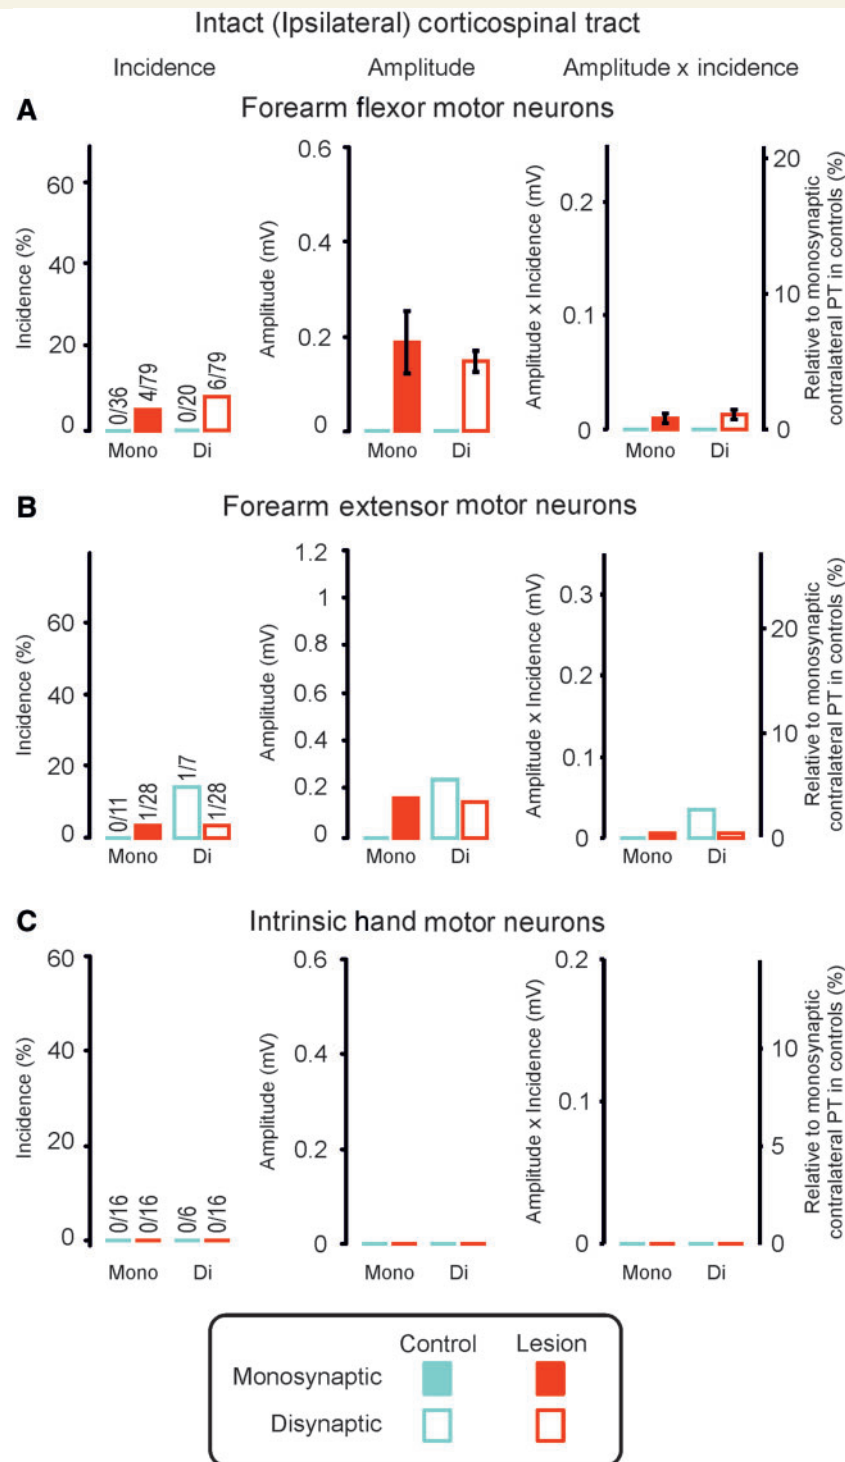 Intact (Ipsilateral) corticospinal tract
Incidence Amplitude Amplitude x incidence
A Forearm flexor motor neurons
Incidence (%)
60
40
20
0
0/36
4/79
0/20
6/79
Mono Di
Amplitude (mV)
0.6
0.4
0.2
0
Mono Di
Amplitude x Incidence (mV)
0.2
0.1
0
Mono Di
20
10
0
Relative to monosynaptic
contralateral PT in controls (%)
B Forearm extensor motor neurons
Incidence (%)
60
40
20
0
0/11
1/28
1/7
1/28
Mono Di
Amplitude (mV)
1.2
1
0.8
0.6
0.4
0.2
0
Mono Di
Amplitude x Incidence (mV)
0.3
0.2
0.1
0
Mono Di
20
10
0
Relative to monosynaptic
contralateral PT in controls (%)
C Intrinsic hand motor neurons
Incidence (%)
60
40
20
0
0/16
0/16
0/6
0/16
Mono Di
Amplitude (mV)
0.6
0.4
0.2
0
Mono Di
Amplitude x Incidence (mV)
0.2
0.1
0
Mono Di
10
5
0
Relative to monosynaptic
contralateral PT in controls (%)
Control Lesion
Monosynaptic
Disynaptic